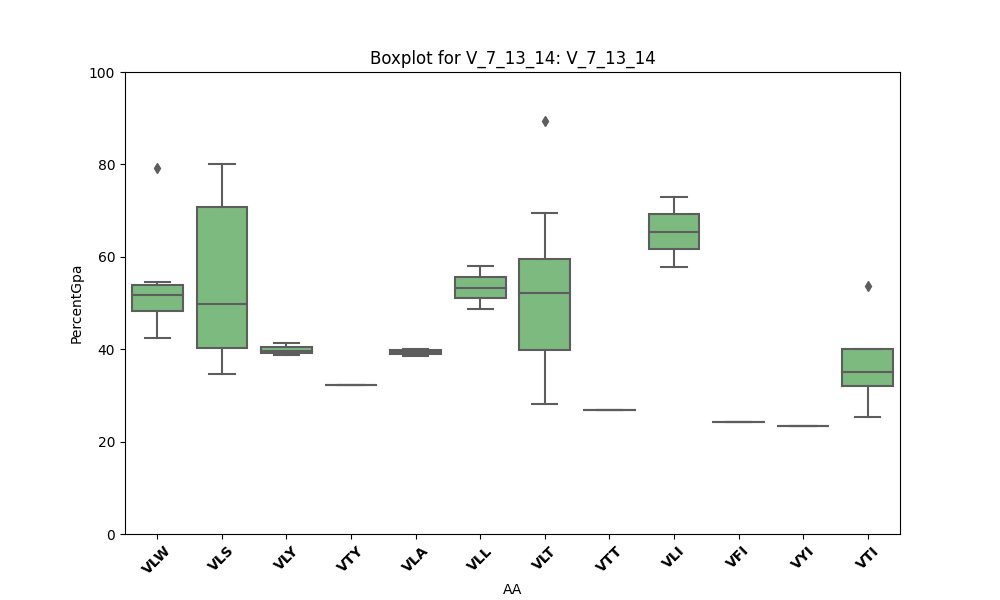 Boxplot for V_7_13_14: V_7_13_14
100
80
60
40
20
0
PercentGpa
VLW VLS VLY VTY VLA VLL VLT VTT VLI VFI VYI VTI
AA